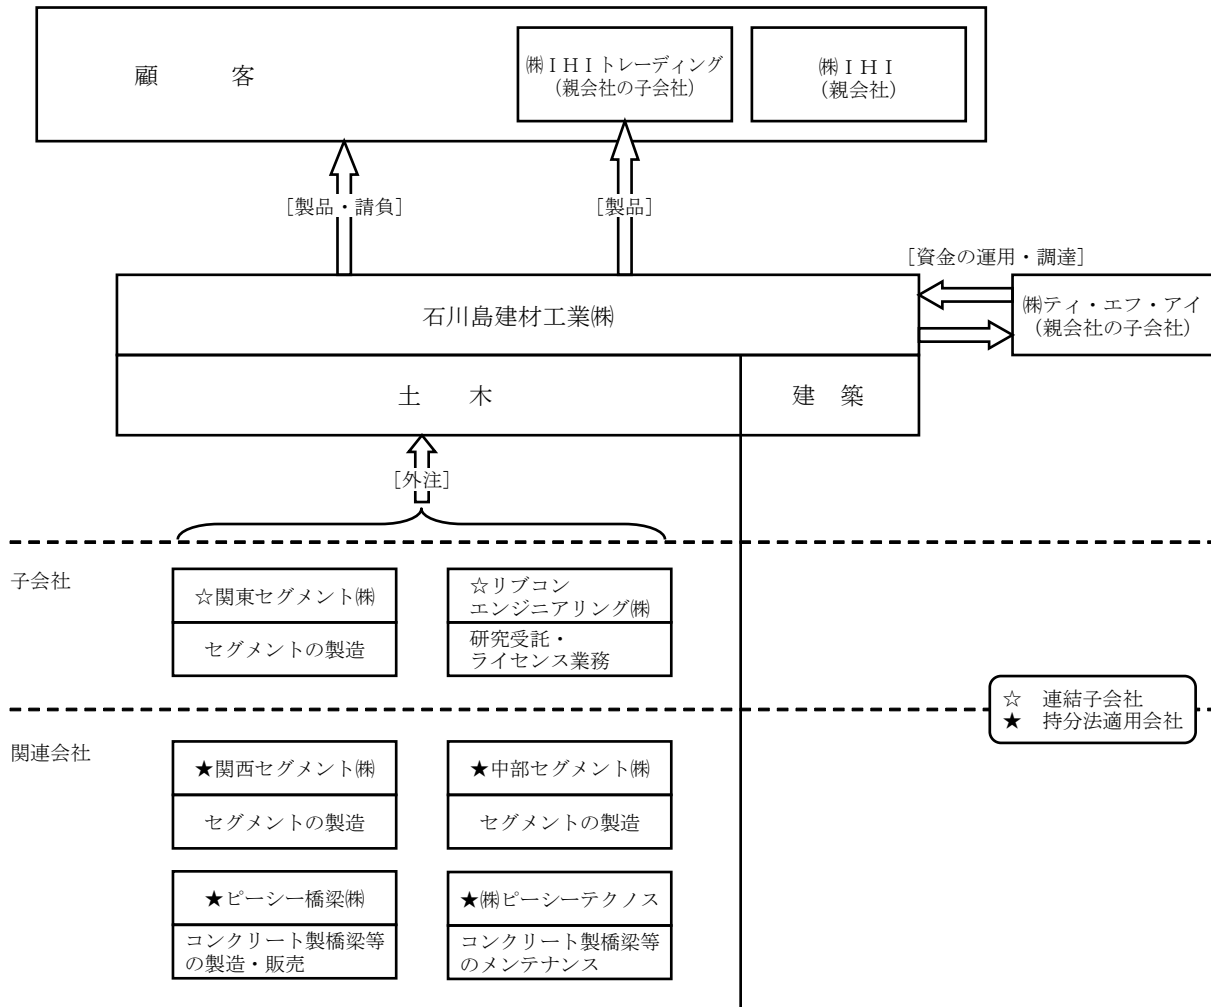 顧　　　客
㈱ＩＨＩトレーディング
(親会社の子会社)
㈱ＩＨＩ
(親会社)
[製品・請負]
[製品]
[資金の運用・調達]
石川島建材工業㈱
㈱ティ・エフ・アイ
(親会社の子会社)
土　　木
建　築
[外注]
子会社
☆関東セグメント㈱
セグメントの製造
☆リブコン
エンジニアリング㈱
研究受託・
ライセンス業務
☆　連結子会社
★　持分法適用会社
関連会社
★関西セグメント㈱
セグメントの製造
★中部セグメント㈱
セグメントの製造
★ピーシー橋梁㈱
コンクリート製橋梁等
の製造・販売
★㈱ピーシーテクノス
コンクリート製橋梁等
のメンテナンス